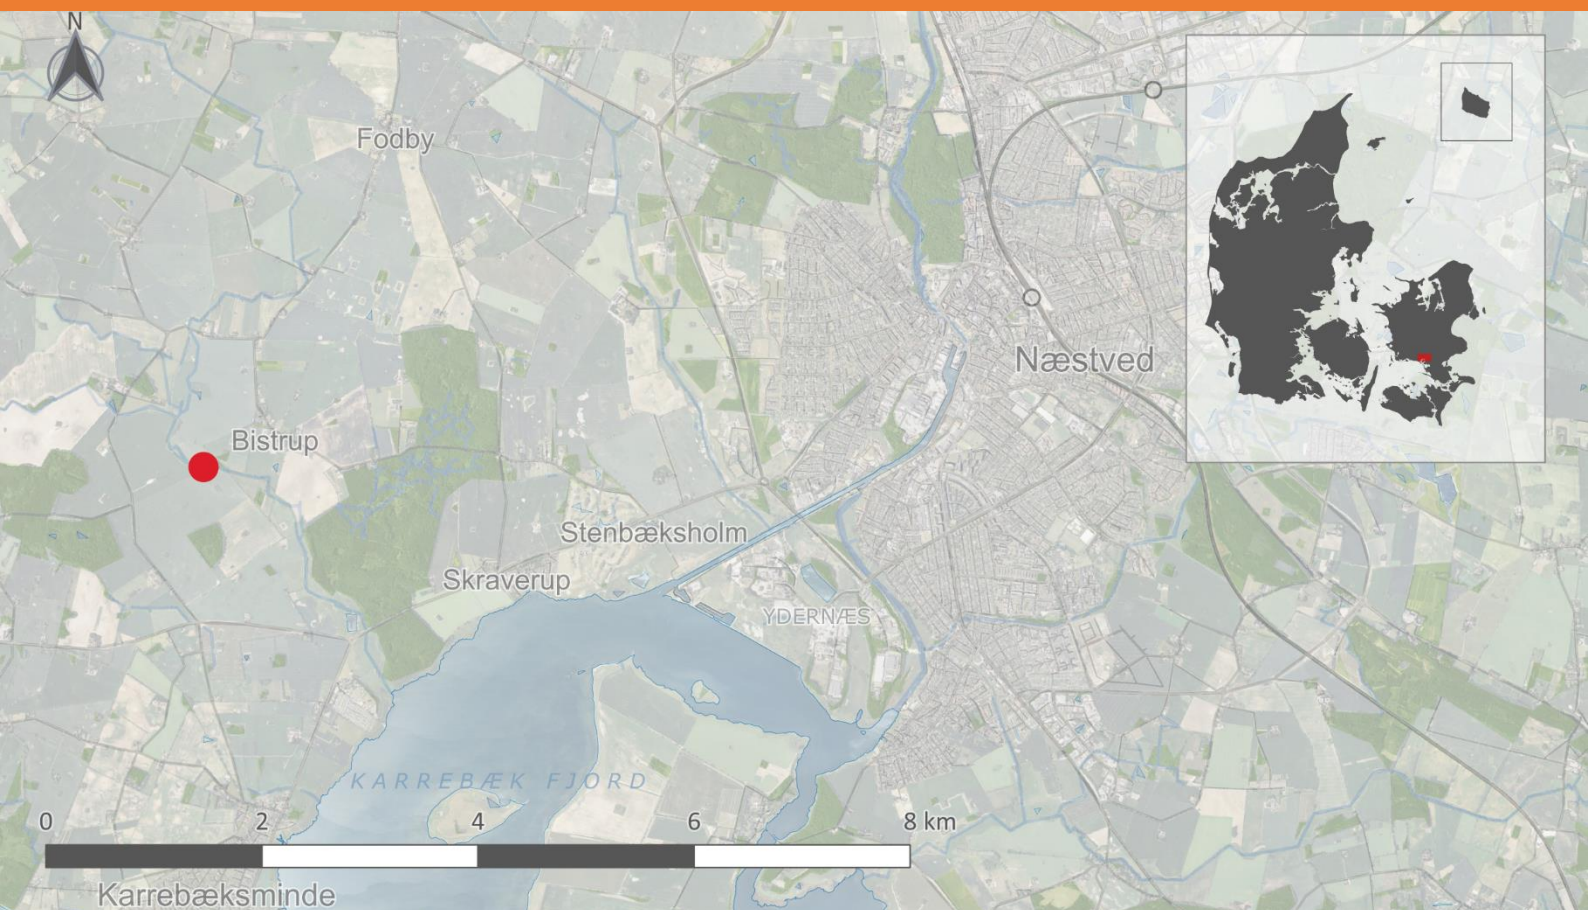 N
Fodby
Næstved
Bistrup
Stenbæksholm
Skraverup
YDERNÆS
KARREBÆK FJORD
0 2 4 6 8 km
Karrebæksminde